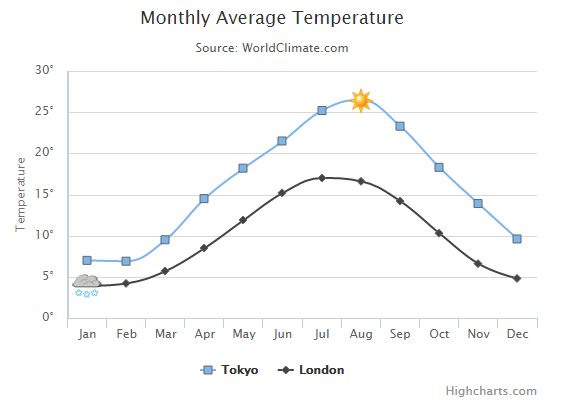 Monthly Average Temperature
Source: WorldClimate.com
Temperature
30°
25°
20°
15°
10°
5°
0°
Jan Feb Mar Apr May Jun Jul Aug Sep Oct Nov Dec
Tokyo London
Highcharts.com